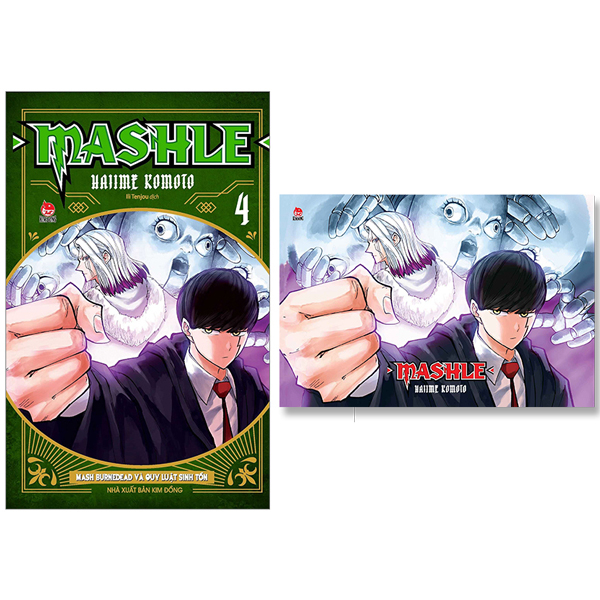 MASHLE
HAJIME KOMOTO
Ili Tenjou dịch
4
MASH BURNEDEAD VÀ QUY LUẬT SINH TỒN
NHÀ XUẤT BẢN KIM ĐỒNG
MASHLE
HAJIME KOMOTO